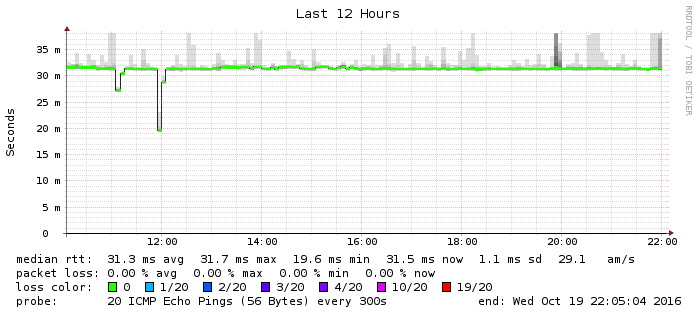 Last 12 Hours
RRDTOOL / TOBI OETIKER
Seconds
35 m
30 m
25 m
20 m
15 m
10 m
5 m
0
12:00 14:00 16:00 18:00 20:00 22:00
median rtt: 31.3 ms avg 31.7 ms max 19.6 ms min 31.5 ms now 1.1 ms sd 29.1 am/s
packet loss: 0.00 % avg 0.00 % max 0.00 % min 0.00 % now
loss color: 0 1/20 2/20 3/20 4/20 10/20 19/20
probe: 20 ICMP Echo Pings (56 Bytes) every 300s end: Wed Oct 19 22:05:04 2016